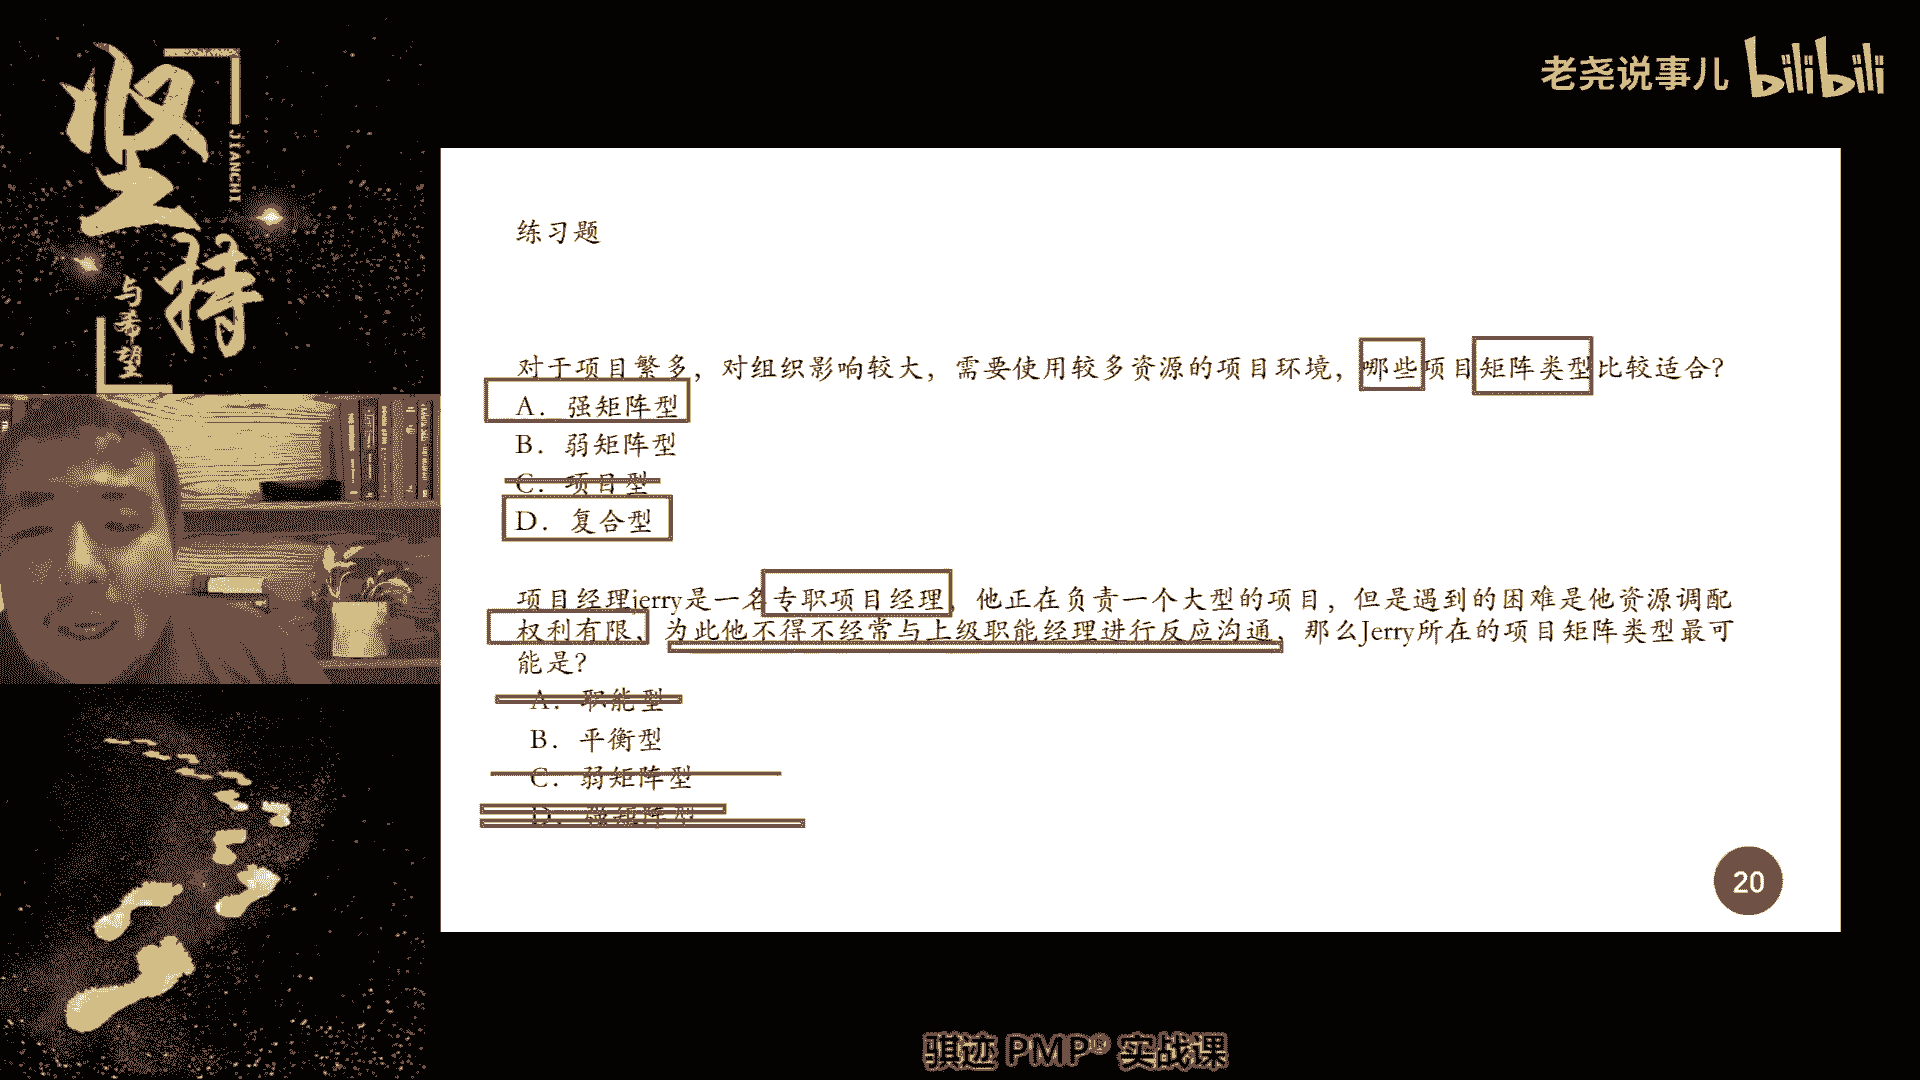 坚持
JIANCHI
与希望
老尧说事儿 bilibili
练习题
对于项目繁多，对组织影响较大，需要使用较多资源的项目环境，哪些项目矩阵类型比较适合？
A．强矩阵型
B．弱矩阵型
C．项目型
D．复合型
项目经理jerry是一名专职项目经理，他正在负责一个大型的项目，但是遇到的困难是他资源调配
权利有限，为此他不得不经常与上级职能经理进行反应沟通，那么Jerry所在的项目矩阵类型最可
能是？
A．职能型
B．平衡型
C．弱矩阵型
D．强矩阵型
20
骐迹 PMP® 实战课